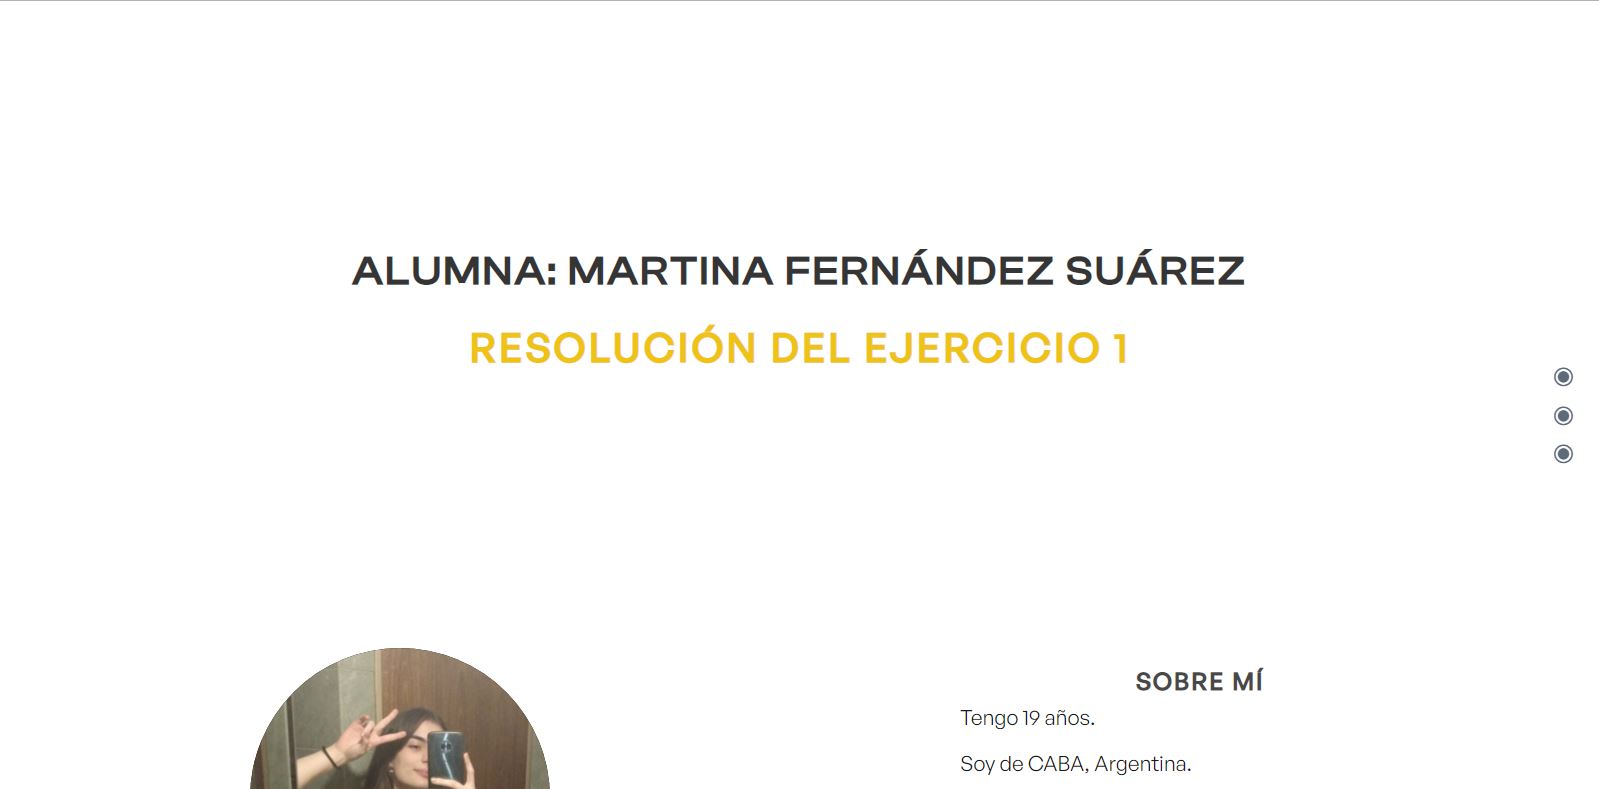 ALUMNA: MARTINA FERNÁNDEZ SUÁREZ
RESOLUCIÓN DEL EJERCICIO 1
SOBRE MÍ
Tengo 19 años.
Soy de CABA, Argentina.